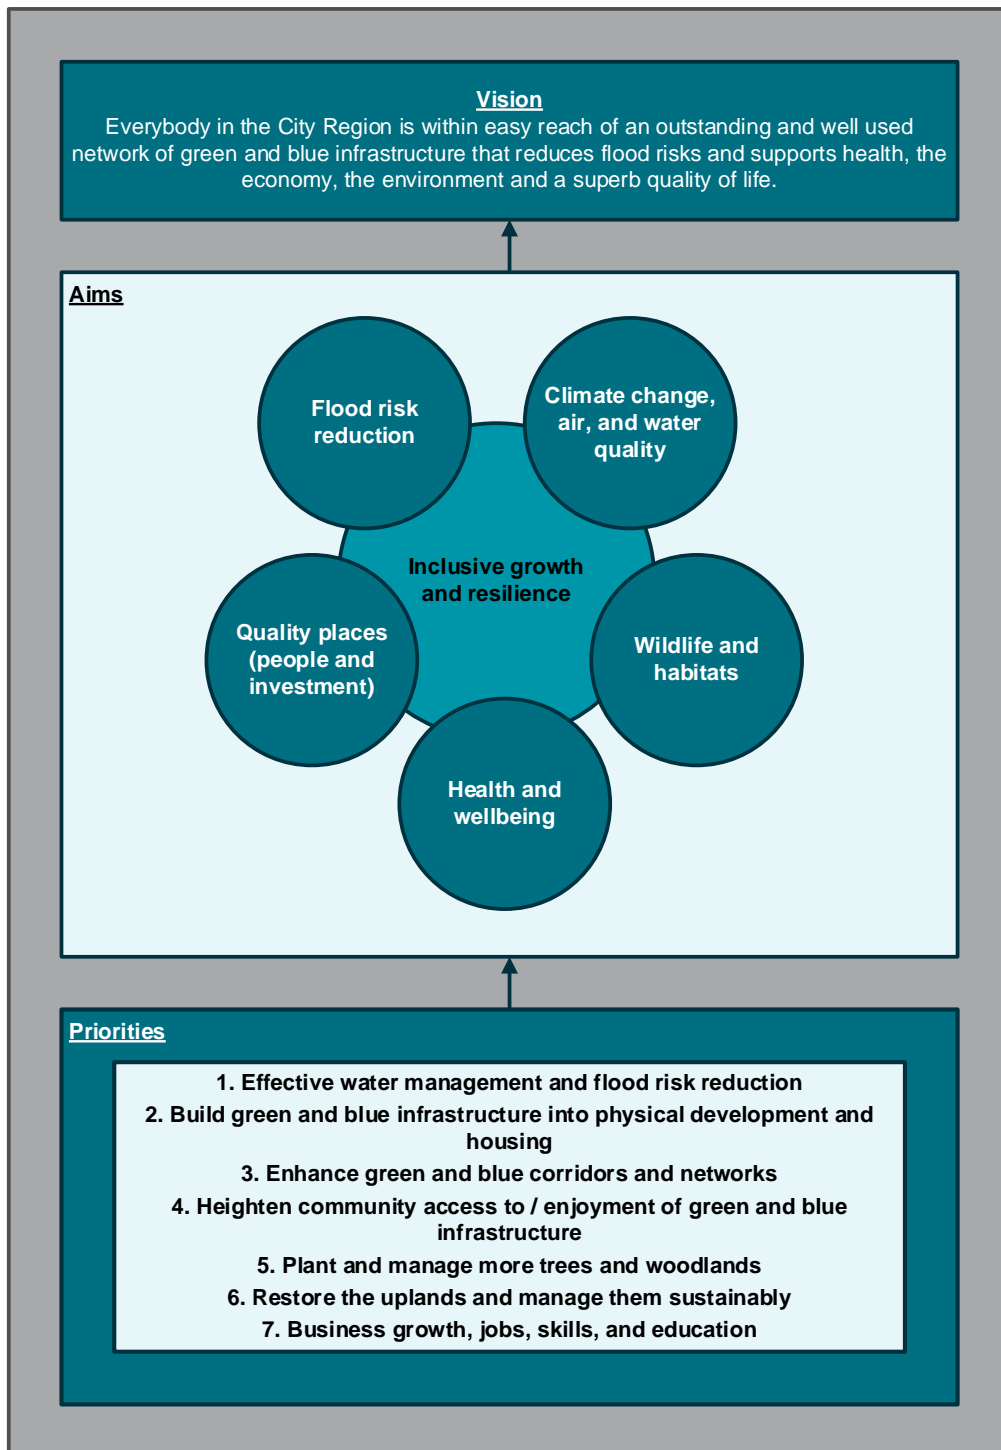 Vision
Everybody in the City Region is within easy reach of an outstanding and well used
network of green and blue infrastructure that reduces flood risks and supports health, the
economy, the environment and a superb quality of life.
Aims
Flood risk
reduction
Climate change,
air, and water
quality
Inclusive growth
and resilience
Quality places
(people and
investment)
Wildlife and
habitats
Health and
wellbeing
Priorities
1. Effective water management and flood risk reduction
2. Build green and blue infrastructure into physical development and
housing
3. Enhance green and blue corridors and networks
4. Heighten community access to / enjoyment of green and blue
infrastructure
5. Plant and manage more trees and woodlands
6. Restore the uplands and manage them sustainably
7. Business growth, jobs, skills, and education